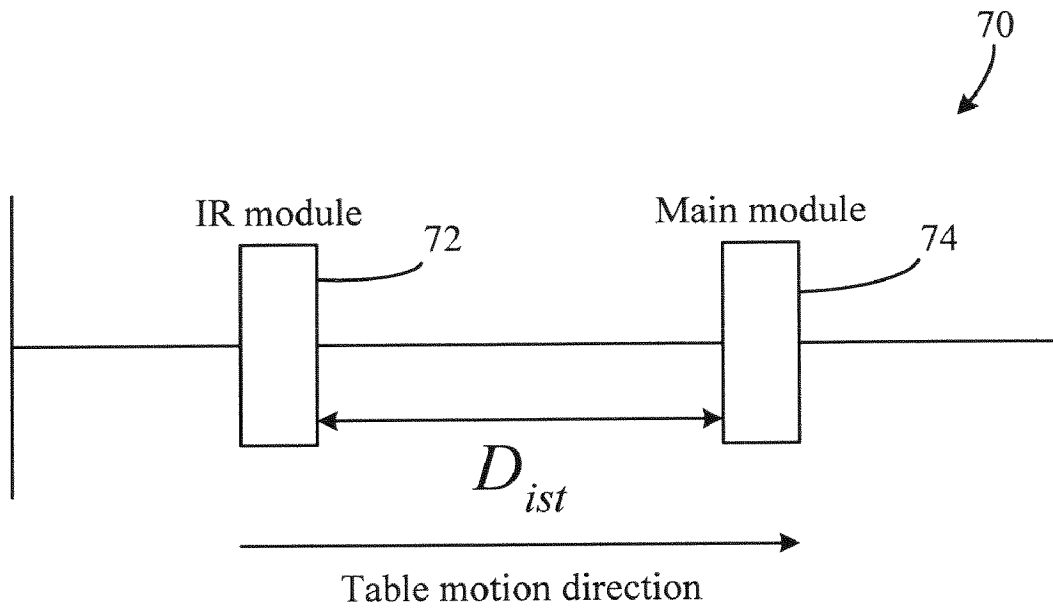 70
IR module
Main module
72
74
D_ist
Table motion direction